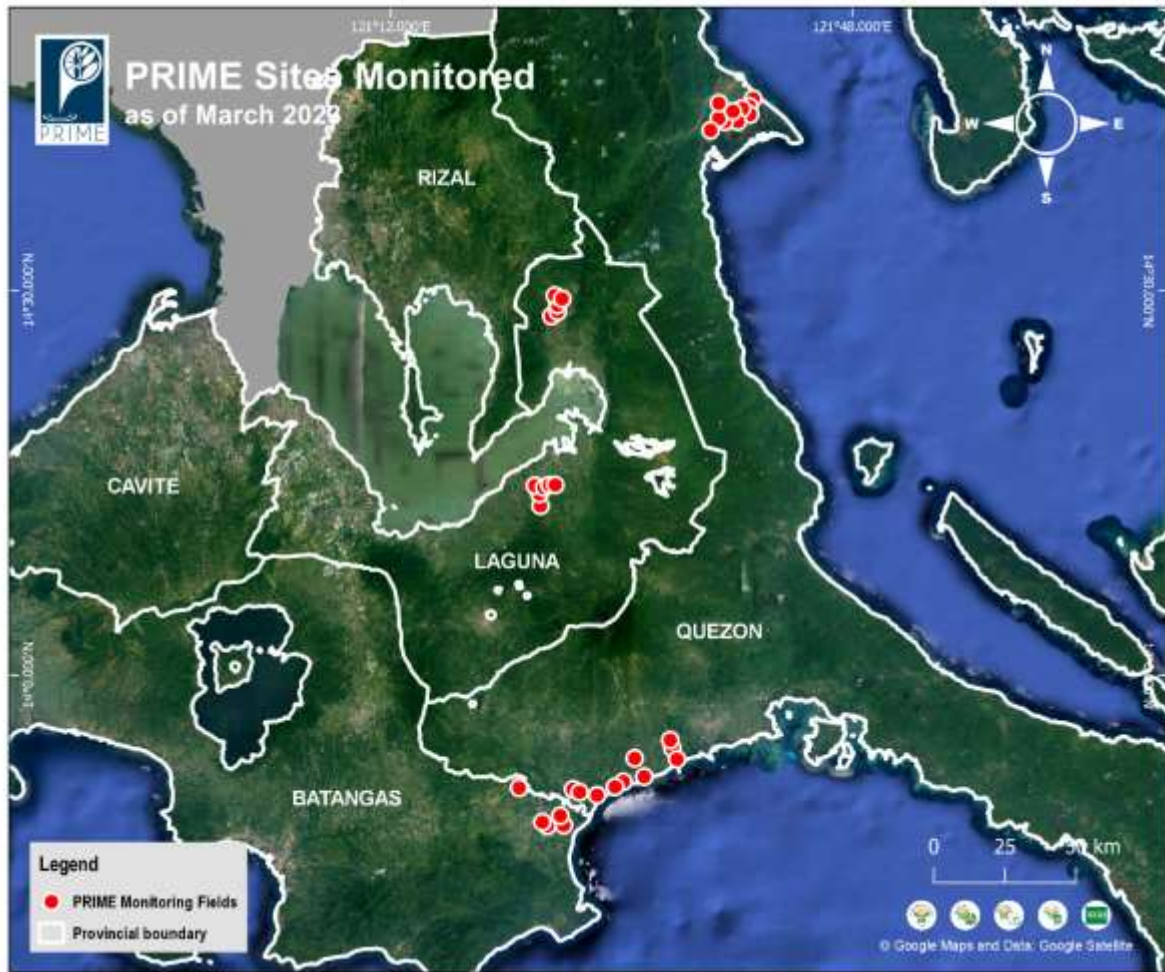 121°12.000'E
121°48.000'E
PRIME
PRIME Sites Monitored
as of March 2023
N
W
E
S
RIZAL
14°30.000'N
14°30.000'N
CAVITE
LAGUNA
QUEZON
14°0.000'N
BATANGAS
Legend
PRIME Monitoring Fields
Provincial boundary
0 25 50 km
© Google Maps and Data: Google Satellite